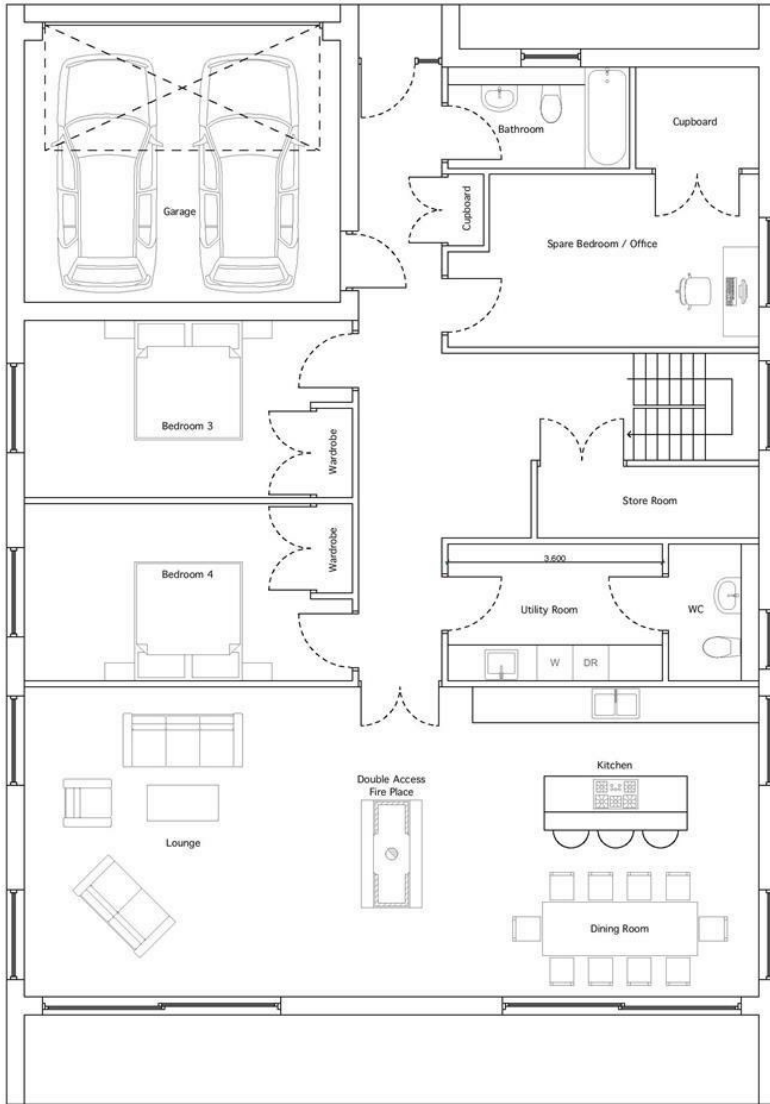 Bathroom
Cupboard
Garage
Cupboard
Spare Bedroom / Office
Bedroom 3
Wardrobe
Store Room
Wardrobe
3.600
Bedroom 4
Utility Room
WC
W
DR
Kitchen
Double Access
Fire Place
Lounge
Dining Room